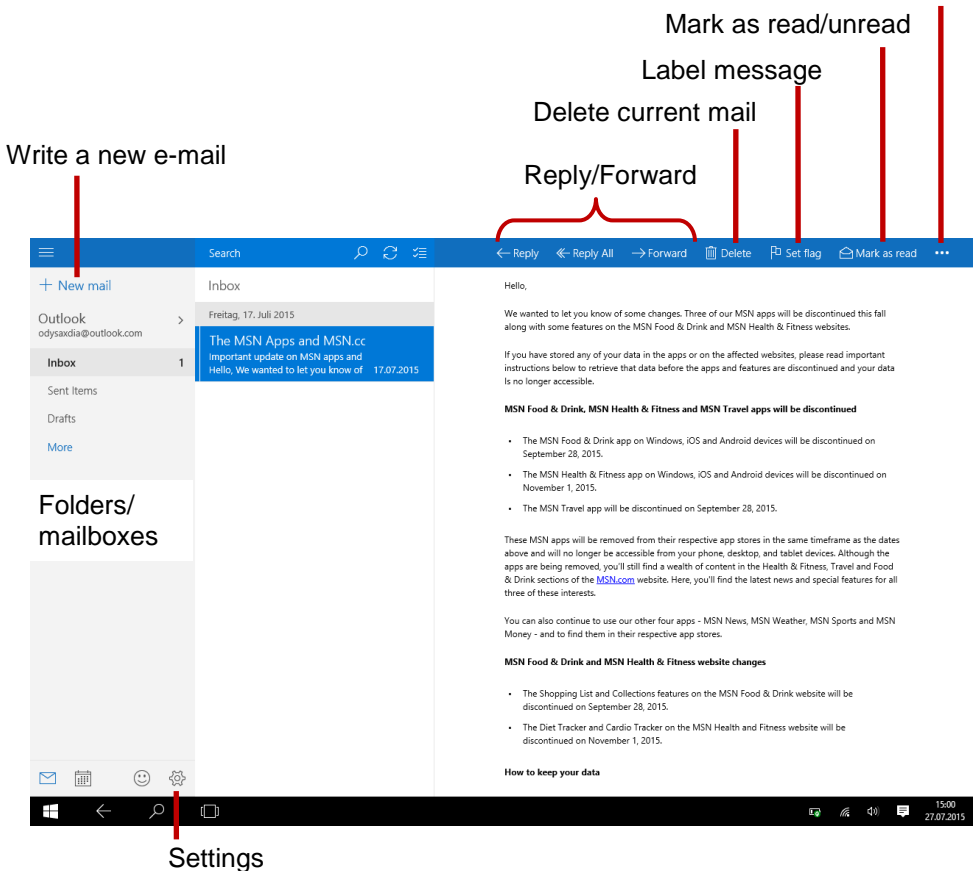 Mark as read/unread
Label message
Delete current mail
Write a new e-mail
Reply/Forward
Search
Reply
Reply All
Forward
Delete
Set flag
Mark as read
•••
+ New mail
Outlook
odysaxdia@outlook.com
Inbox 1
Sent Items
Drafts
More
Folders/
mailboxes
Inbox
Freitag, 17. Juli 2015
The MSN Apps and MSN.cc
Important update on MSN apps and
Hello, We wanted to let you know of 17.07.2015
Hello,
We wanted to let you know of some changes. Three of our MSN apps will be discontinued this fall
along with some features on the MSN Food & Drink and MSN Health & Fitness websites.
If you have stored any of your data in the apps or on the affected websites, please read important
instructions below to retrieve that data before the apps and features are discontinued and your data
Is no longer accessible.
MSN Food & Drink, MSN Health & Fitness and MSN Travel apps will be discontinued
• The MSN Food & Drink app on Windows, iOS and Android devices will be discontinued on
September 28, 2015.
• The MSN Health & Fitness app on Windows, iOS and Android devices will be discontinued on
November 1, 2015.
• The MSN Travel app will be discontinued on September 28, 2015.
These MSN apps will be removed from their respective app stores in the same timeframe as the dates
above and will no longer be accessible from your phone, desktop, and tablet devices. Although the
apps are being removed, you'll still find a wealth of content in the Health & Fitness, Travel and Food
& Drink sections of the MSN.com website. Here, you'll find the latest news and special features for all
three of these interests.
You can also continue to use our other four apps - MSN News, MSN Weather, MSN Sports and MSN
Money - and to find them in their respective app stores.
MSN Food & Drink and MSN Health & Fitness website changes
• The Shopping List and Collections features on the MSN Food & Drink website will be
discontinued on September 28, 2015.
• The Diet Tracker and Cardio Tracker on the MSN Health and Fitness website will be
discontinued on November 1, 2015.
How to keep your data
15:00
27.07.2015
Settings